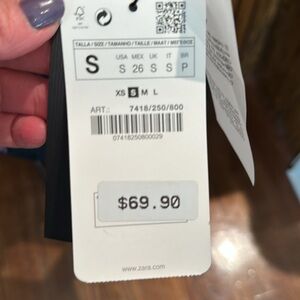 FSC
TALLA / SIZE / TAMANHO / TAILLE / MAAT /
S
USA MEX UK IT BR
S 26 S S P
XS S M L
ART.: 7418/250/800
07418250800029
$69.90
www.zara.com